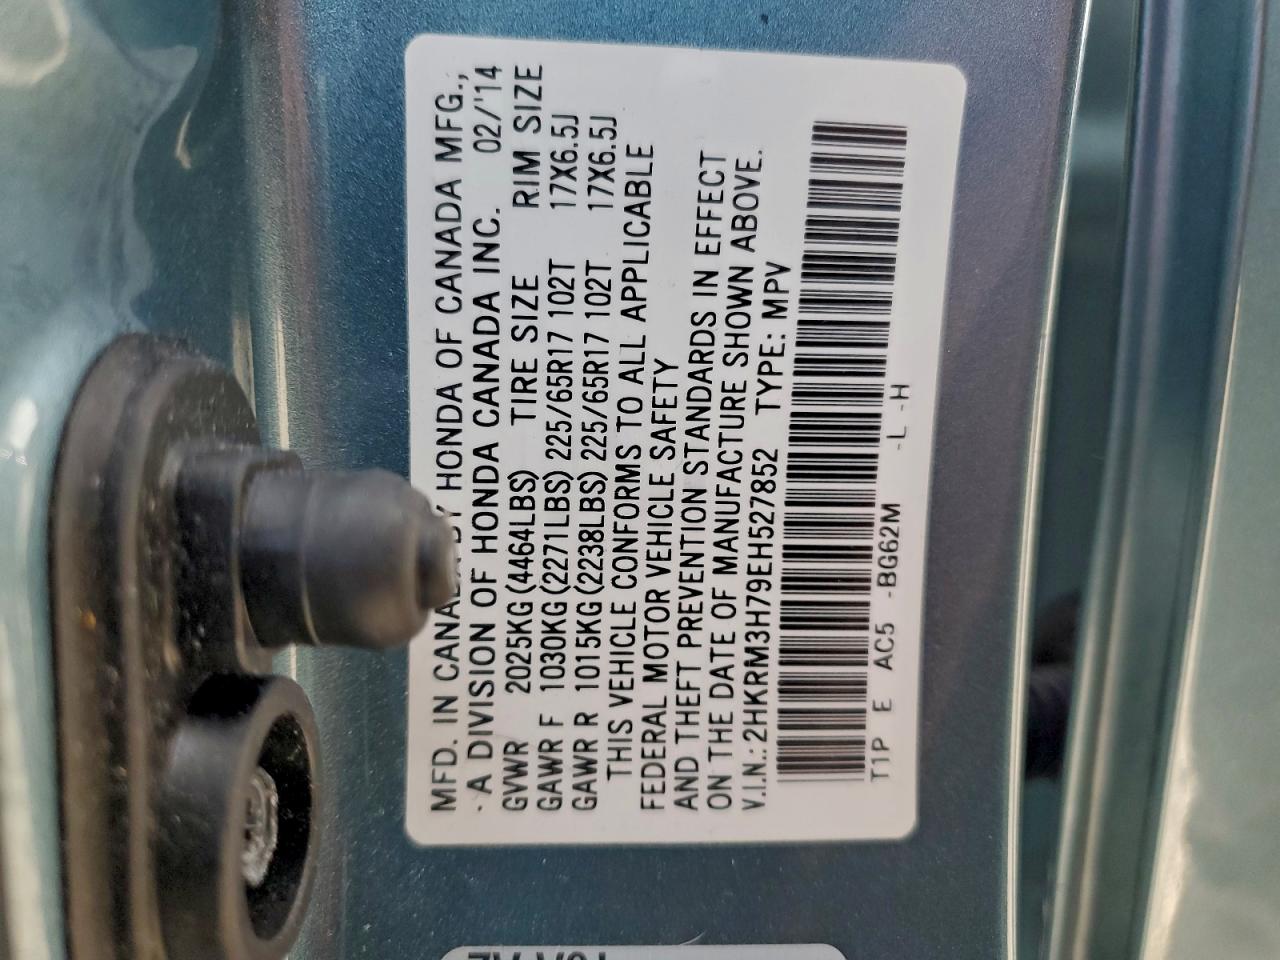 MFD. IN CANADA BY HONDA OF CANADA MFG.,
A DIVISION OF HONDA CANADA INC. 02/'14
GVWR 2025KG(4464LBS) TIRE SIZE RIM SIZE
GAWR F 1030KG(2271LBS) 225/65R17 102T 17X6.5J
GAWR R 1015KG(2238LBS) 225/65R17 102T 17X6.5J
THIS VEHICLE CONFORMS TO ALL APPLICABLE
FEDERAL MOTOR VEHICLE SAFETY
AND THEFT PREVENTION STANDARDS IN EFFECT
ON THE DATE OF MANUFACTURE SHOWN ABOVE.
V.I.N.: 2HKRM3H79EH527852 TYPE: MPV
T1P E AC5 -BG62M -L -H